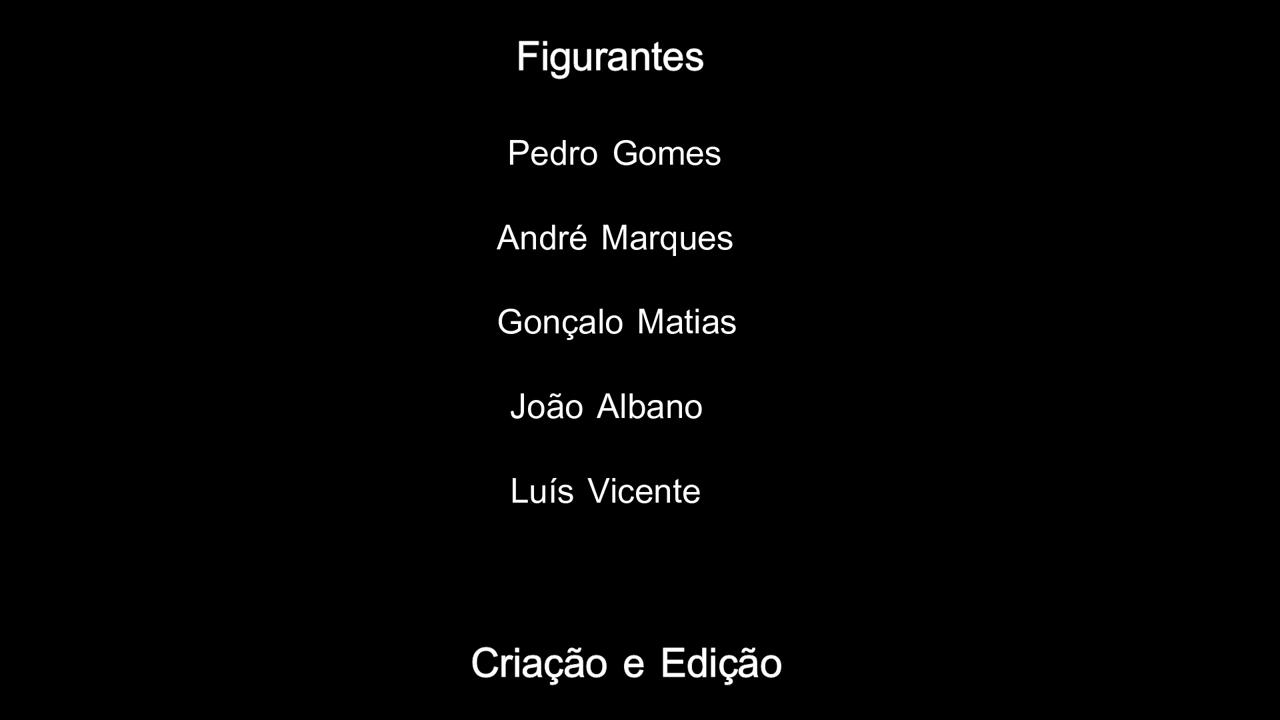 Figurantes
Pedro Gomes
André Marques
Gonçalo Matias
João Albano
Luís Vicente
Criação e Edição